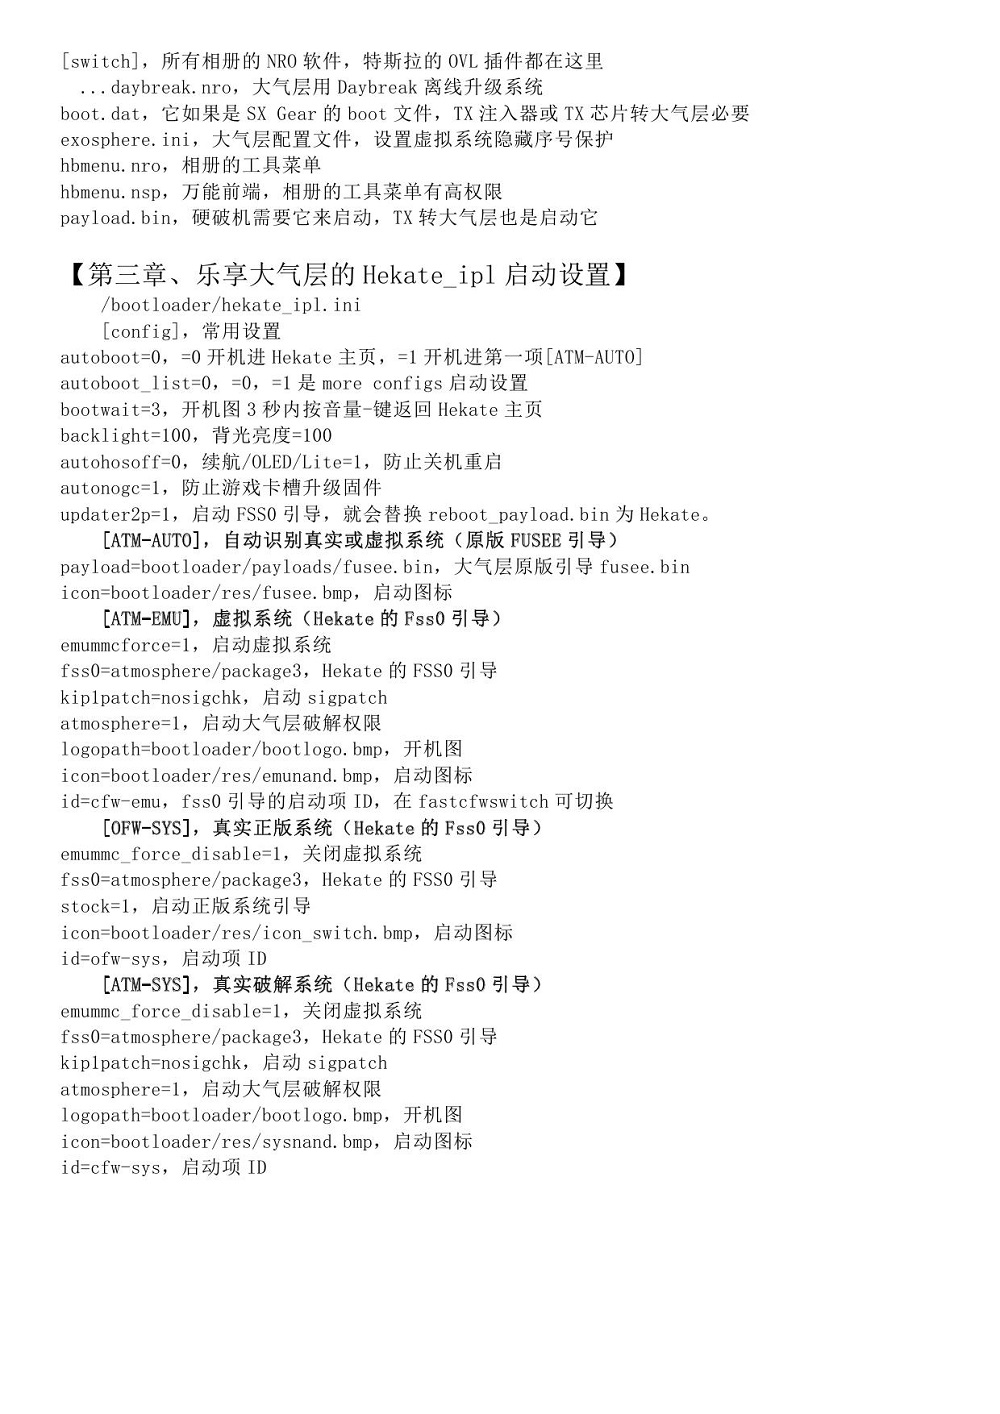 [switch]，所有相册的 NRO 软件，特斯拉的 OVL 插件都在这里
...daybreak.nro，大气层用 Daybreak 离线升级系统
boot.dat，它如果是 SX Gear 的 boot 文件，TX 注入器或 TX 芯片转大气层必要
exosphere.ini，大气层配置文件，设置虚拟系统隐藏序号保护
hbmenu.nro，相册的工具菜单
hbmenu.nsp，万能前端，相册的工具菜单有高权限
payload.bin，硬破机需要它来启动，TX 转大气层也是启动它
【第三章、乐享大气层的 Hekate_ipl 启动设置】
/bootloader/hekate_ipl.ini
[config]，常用设置
autoboot=0，=0 开机进 Hekate 主页，=1 开机进第一项[ATM-AUTO]
autoboot_list=0，=0，=1 是 more configs 启动设置
bootwait=3，开机图 3 秒内按音量-键返回 Hekate 主页
backlight=100，背光亮度=100
autohosoff=0，续航/OLED/Lite=1，防止关机重启
autonogc=1，防止游戏卡槽升级固件
updater2p=1，启动 FSS0 引导，就会替换 reboot_payload.bin 为 Hekate。
[ATM-AUTO]，自动识别真实或虚拟系统（原版 FUSEE 引导）
payload=bootloader/payloads/fusee.bin，大气层原版引导 fusee.bin
icon=bootloader/res/fusee.bmp，启动图标
[ATM-EMU]，虚拟系统（Hekate 的 Fss0 引导）
emummcforce=1，启动虚拟系统
fss0=atmosphere/package3，Hekate 的 FSS0 引导
kip1patch=nosigchk，启动 sigpatch
atmosphere=1，启动大气层破解权限
logopath=bootloader/bootlogo.bmp，开机图
icon=bootloader/res/emunand.bmp，启动图标
id=cfw-emu，fss0 引导的启动项 ID，在 fastcfwswitch 可切换
[OFW-SYS]，真实正版系统（Hekate 的 Fss0 引导）
emummc_force_disable=1，关闭虚拟系统
fss0=atmosphere/package3，Hekate 的 FSS0 引导
stock=1，启动正版系统引导
icon=bootloader/res/icon_switch.bmp，启动图标
id=ofw-sys，启动项 ID
[ATM-SYS]，真实破解系统（Hekate 的 Fss0 引导）
emummc_force_disable=1，关闭虚拟系统
fss0=atmosphere/package3，Hekate 的 FSS0 引导
kip1patch=nosigchk，启动 sigpatch
atmosphere=1，启动大气层破解权限
logopath=bootloader/bootlogo.bmp，开机图
icon=bootloader/res/sysnand.bmp，启动图标
id=cfw-sys，启动项 ID